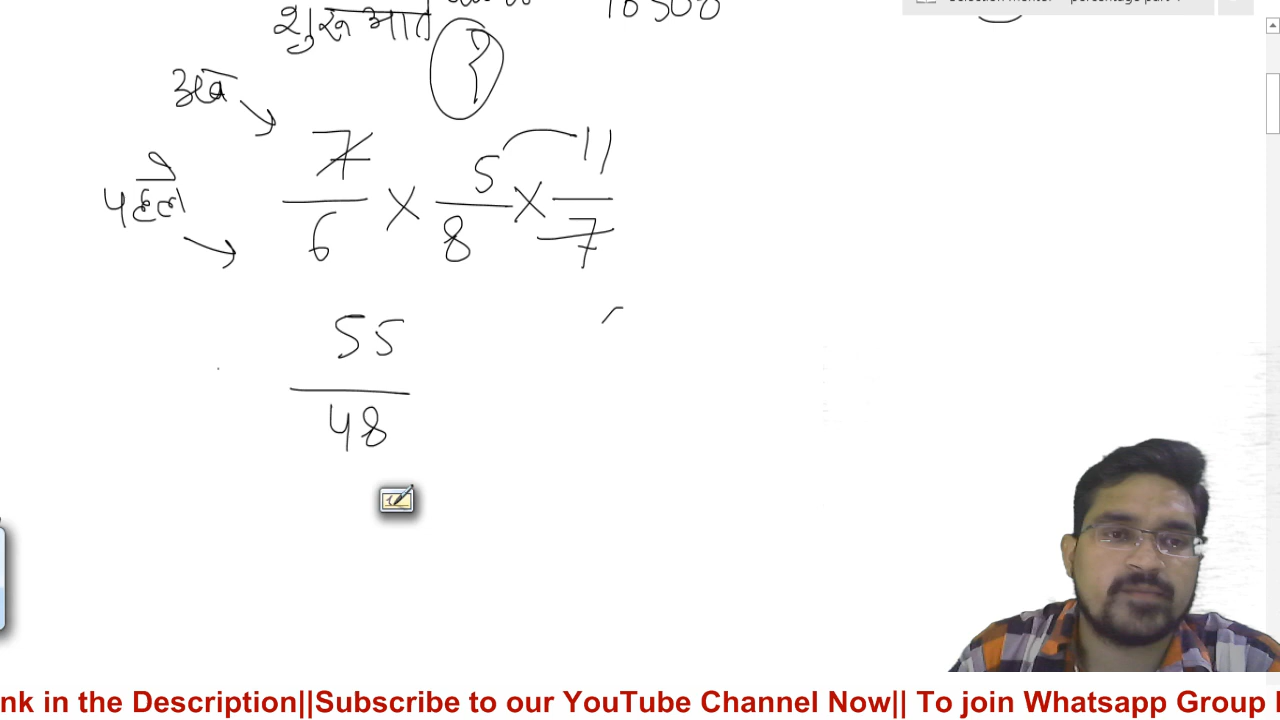 शुरूआत
?
अब
7/6 × 5/8 × 11/7
पहले
55/48
nk in the Description||Subscribe to our YouTube Channel Now|| To join Whatsapp Group